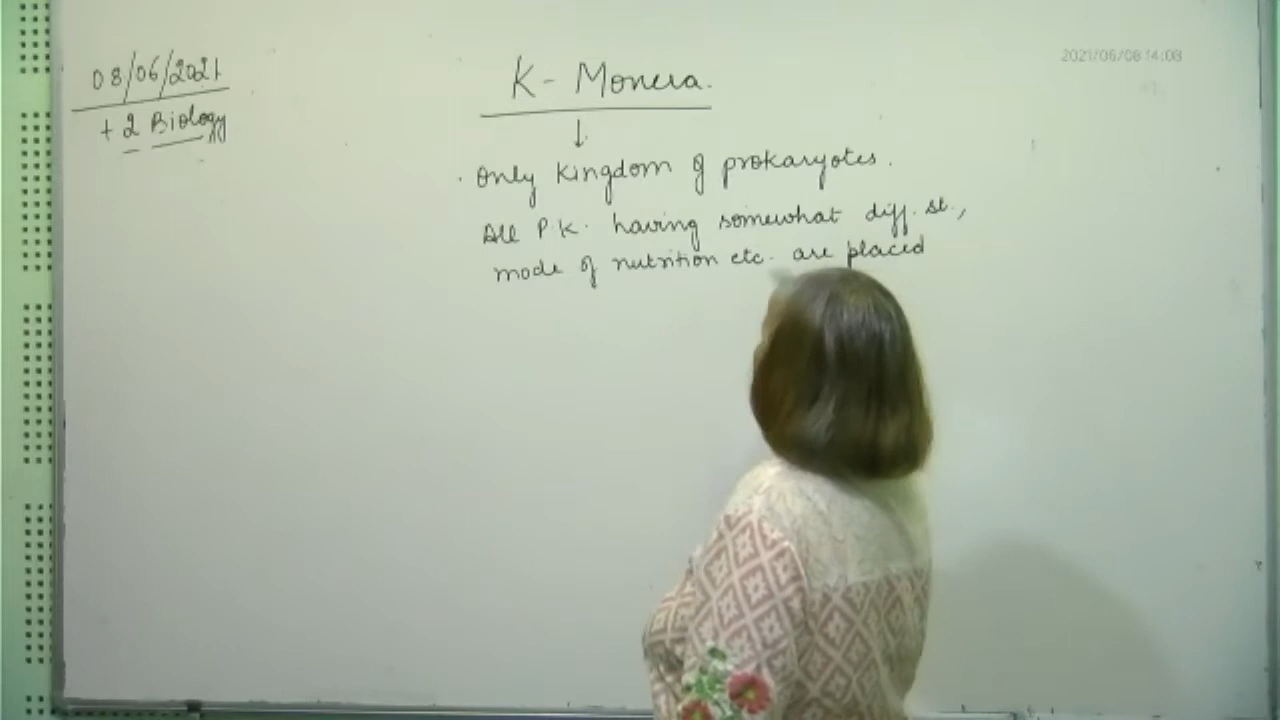 08/06/2021
+2 Biology
2021/06/08 14:08
K - Monera.
↓
. Only kingdom of prokaryotes.
All P K. having somewhat diff. st.,
mode of nutrition etc. are placed